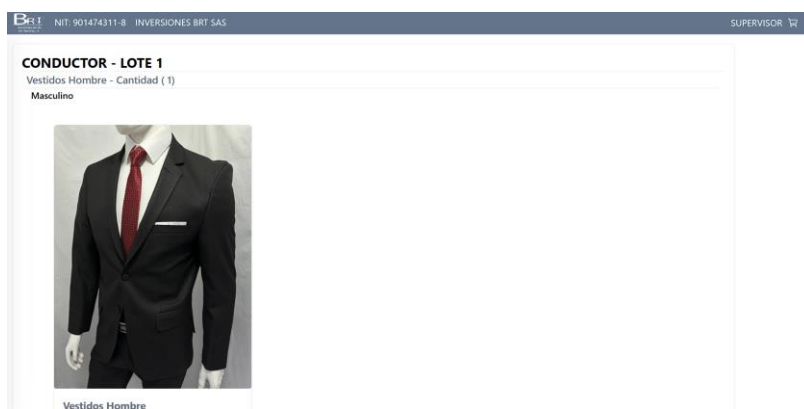 BRT NIT: 901474311-8 INVERSIONES BRT SAS SUPERVISOR
CONDUCTOR - LOTE 1
Vestidos Hombre - Cantidad ( 1)
Masculino
Vestidos Hombre